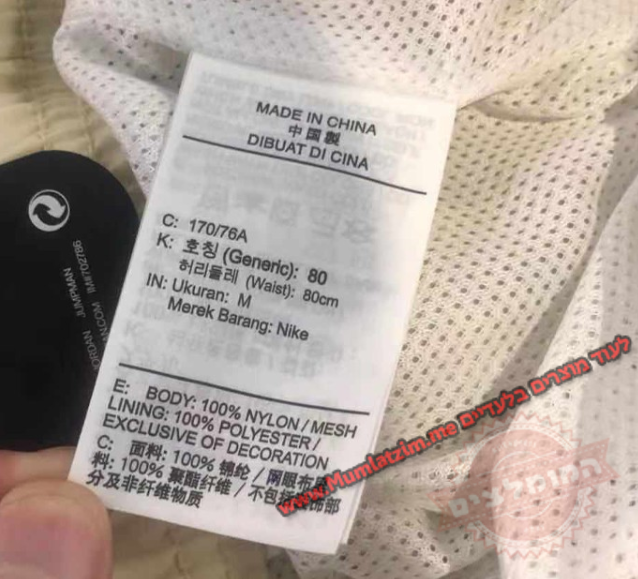 MADE IN CHINA
中国製
DIBUAT DI CINA
C: 170/76A
K: 호칭 (Generic): 80
허리둘레 (Waist): 80cm
IN: Ukuran: M
Merek Barang: Nike
E: BODY: 100% NYLON / MESH
LINING: 100% POLYESTER /
EXCLUSIVE OF DECORATION
C: 面料: 100% 锦纶 / 网眼布里
料: 100% 聚酯纤维 / 不包括装饰部
分及非纤维物质
JORDAN JUMPMAN
לעוד מוצרים בלעדיים www.Mumlatzim.me
המומלצים